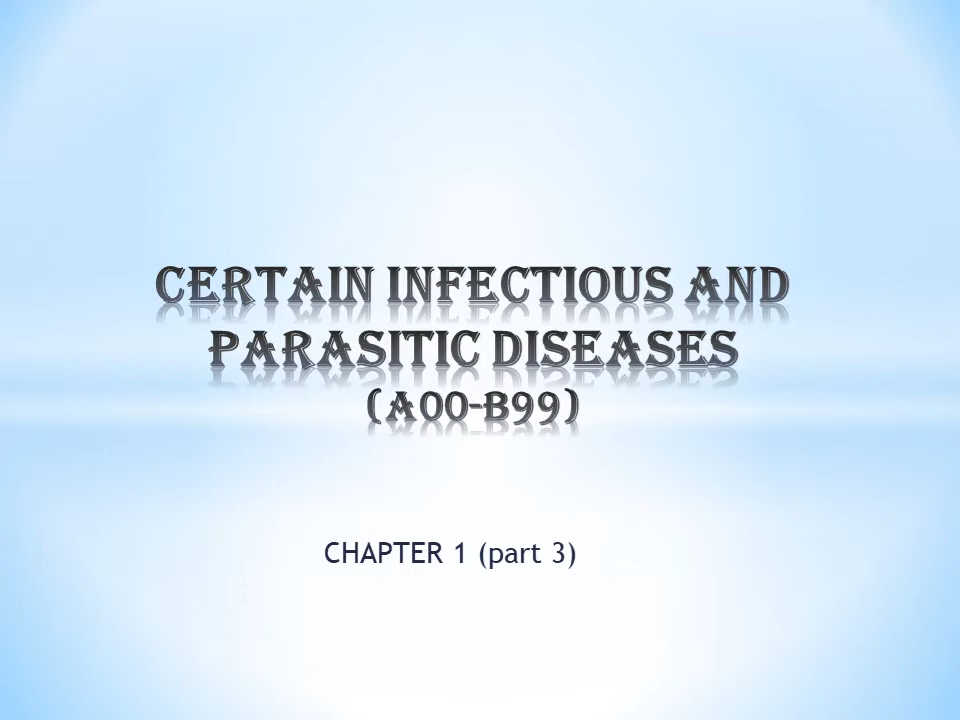 CERTAIN INFECTIOUS AND
PARASITIC DISEASES
(A00-B99)
CHAPTER 1 (part 3)